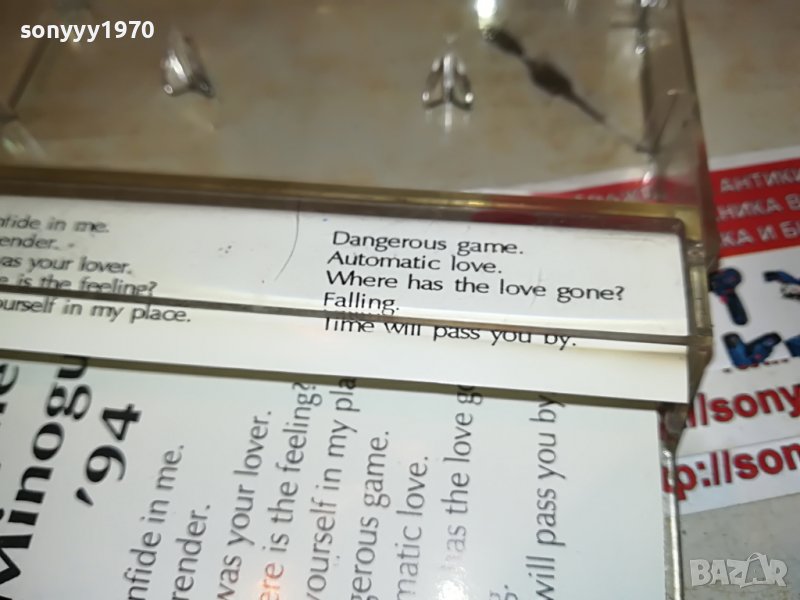 sonyyy1970
АНТИКИ
НИКА В
КА И Б
nfide in me.
ender.
was your lover.
e is the feeling?
ourself in my place.
Dangerous game.
Automatic love.
Where has the love gone?
Falling.
Time will pass you by.
Minogu
'94
nfide in me.
render.
was your lover.
ere is the feeling?
yourself in my pla
gerous game.
matic love.
has the love g
will pass you by
/sony
p://son
BAZAR